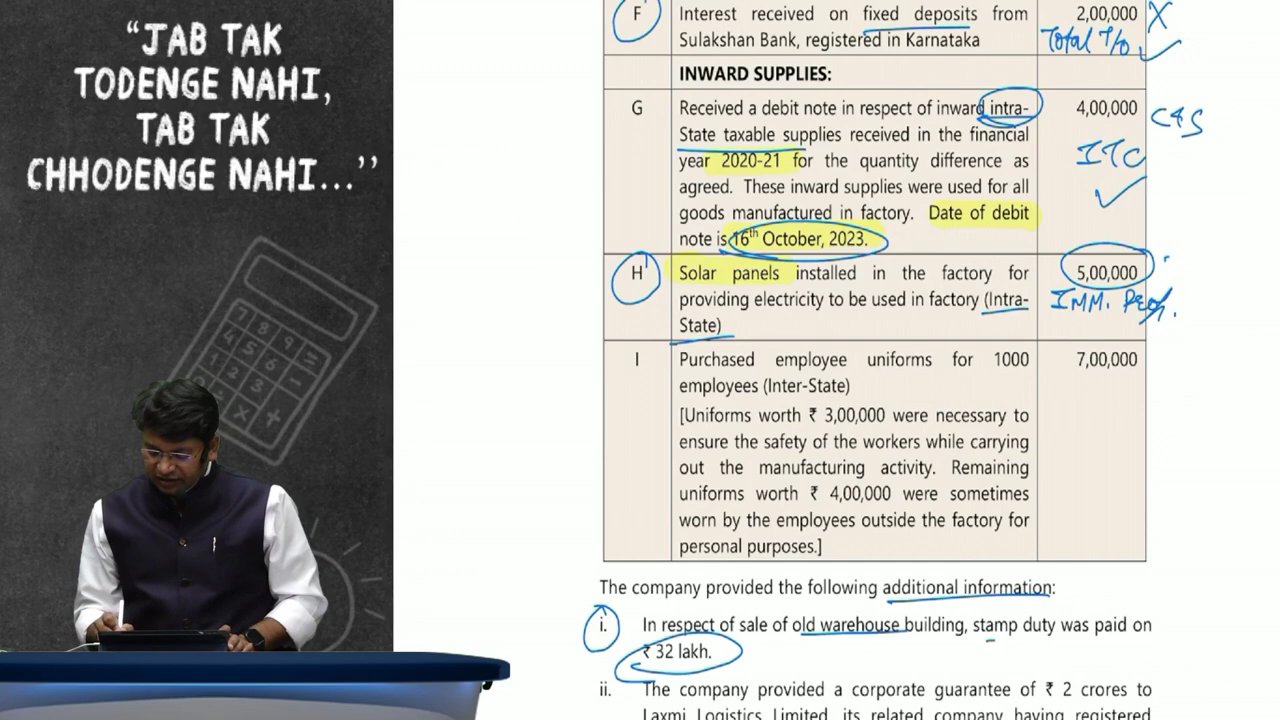 “JAB TAK
TODENGE NAHI,
TAB TAK
CHHODENGE NAHI...’’
F Interest received on fixed deposits from 2,00,000 X
Sulakshan Bank, registered in Karnataka Total T/o
INWARD SUPPLIES:
G Received a debit note in respect of inward intra- 4,00,000 C&S
State taxable supplies received in the financial
year 2020-21 for the quantity difference as ITC
agreed. These inward supplies were used for all
goods manufactured in factory. Date of debit
note is 16th October, 2023.
H Solar panels installed in the factory for 5,00,000
providing electricity to be used in factory (Intra- IMM.
State)
I Purchased employee uniforms for 1000 7,00,000
employees (Inter-State)
[Uniforms worth ₹ 3,00,000 were necessary to
ensure the safety of the workers while carrying
out the manufacturing activity. Remaining
uniforms worth ₹ 4,00,000 were sometimes
worn by the employees outside the factory for
personal purposes.]
The company provided the following additional information:
i. In respect of sale of old warehouse building, stamp duty was paid on
₹ 32 lakh.
ii. The company provided a corporate guarantee of ₹ 2 crores to
Laxmi Logistics Limited, its related company having registered